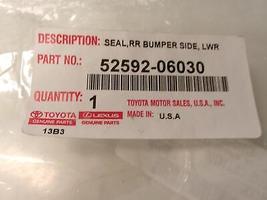 DESCRIPTION: SEAL,RR BUMPER SIDE, LWR
PART NO.: 52592-06030
QUANTITY: 1 TOYOTA MOTOR SALES, U.S.A., INC.
TOYOTA LEXUS MADE IN: U.S.A
GENUINE PARTS GENUINE PARTS
13B3